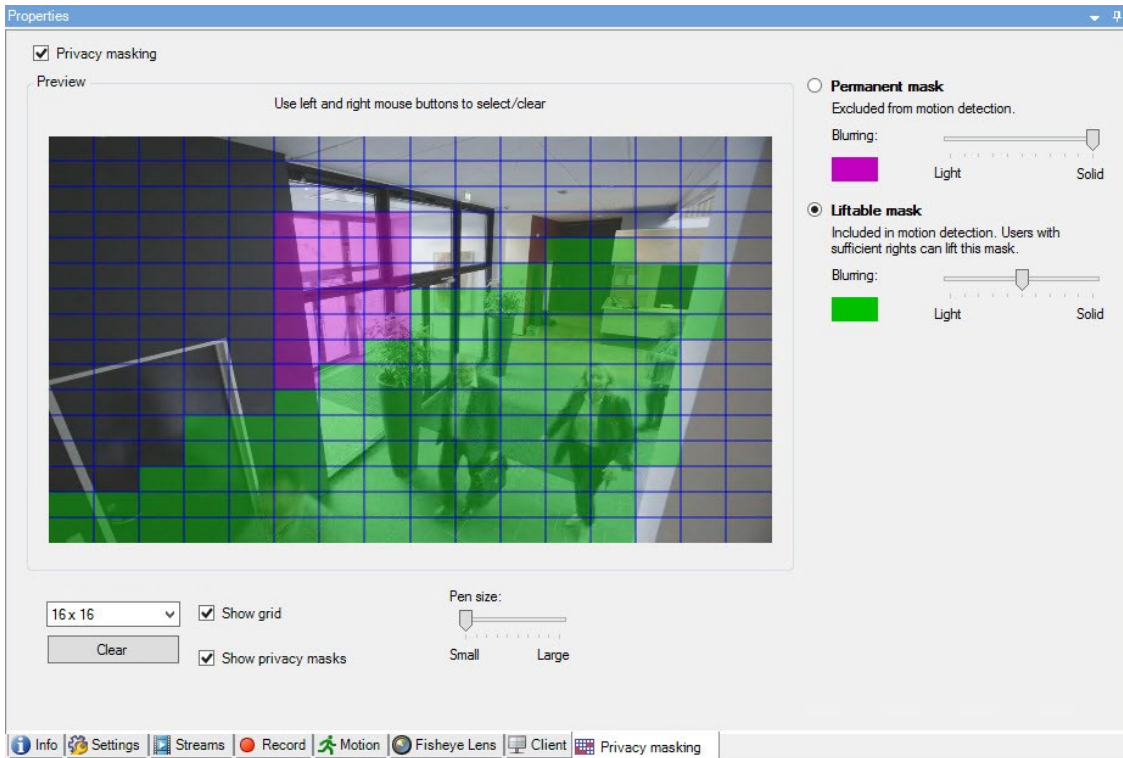 Properties
Privacy masking
Preview
Use left and right mouse buttons to select/clear
Permanent mask
Excluded from motion detection.
Blurring:
Light Solid
Liftable mask
Included in motion detection. Users with
sufficient rights can lift this mask.
Blurring:
Light Solid
16 x 16
Show grid
Pen size:
Clear
Show privacy masks
Small Large
Info Settings Streams Record Motion Fisheye Lens Client Privacy masking